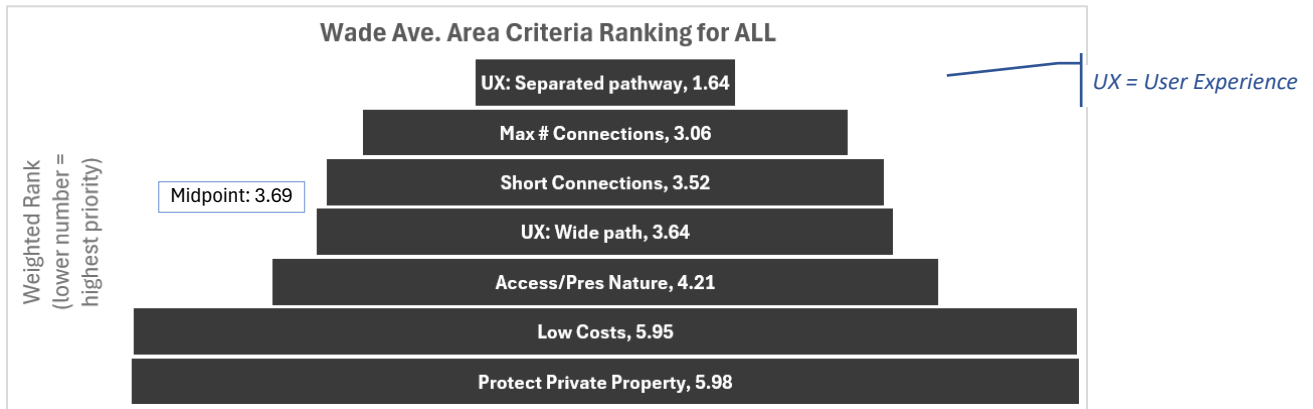 Wade Ave. Area Criteria Ranking for ALL
UX: Separated pathway, 1.64
UX = User Experience
Max # Connections, 3.06
Short Connections, 3.52
Midpoint: 3.69
UX: Wide path, 3.64
Access/Pres Nature, 4.21
Low Costs, 5.95
Protect Private Property, 5.98
Weighted Rank
(lower number =
highest priority)